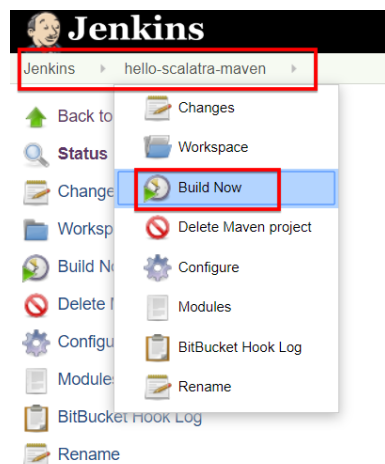 Jenkins
Jenkins hello-scalatra-maven
Back to
Changes
Status
Workspace
Change
Build Now
Worksp
Delete Maven project
Build N
Configure
Delete
Modules
Configu
BitBucket Hook Log
Module
Rename
BitBucket Hook Log
Rename